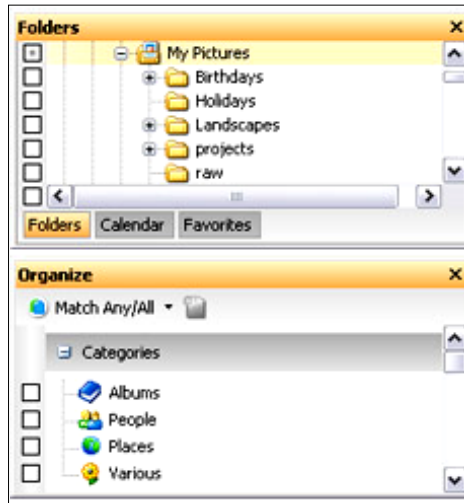 Folders
My Pictures
Birthdays
Holidays
Landscapes
projects
raw
Folders Calendar Favorites
Organize
Match Any/All
Categories
Albums
People
Places
Various